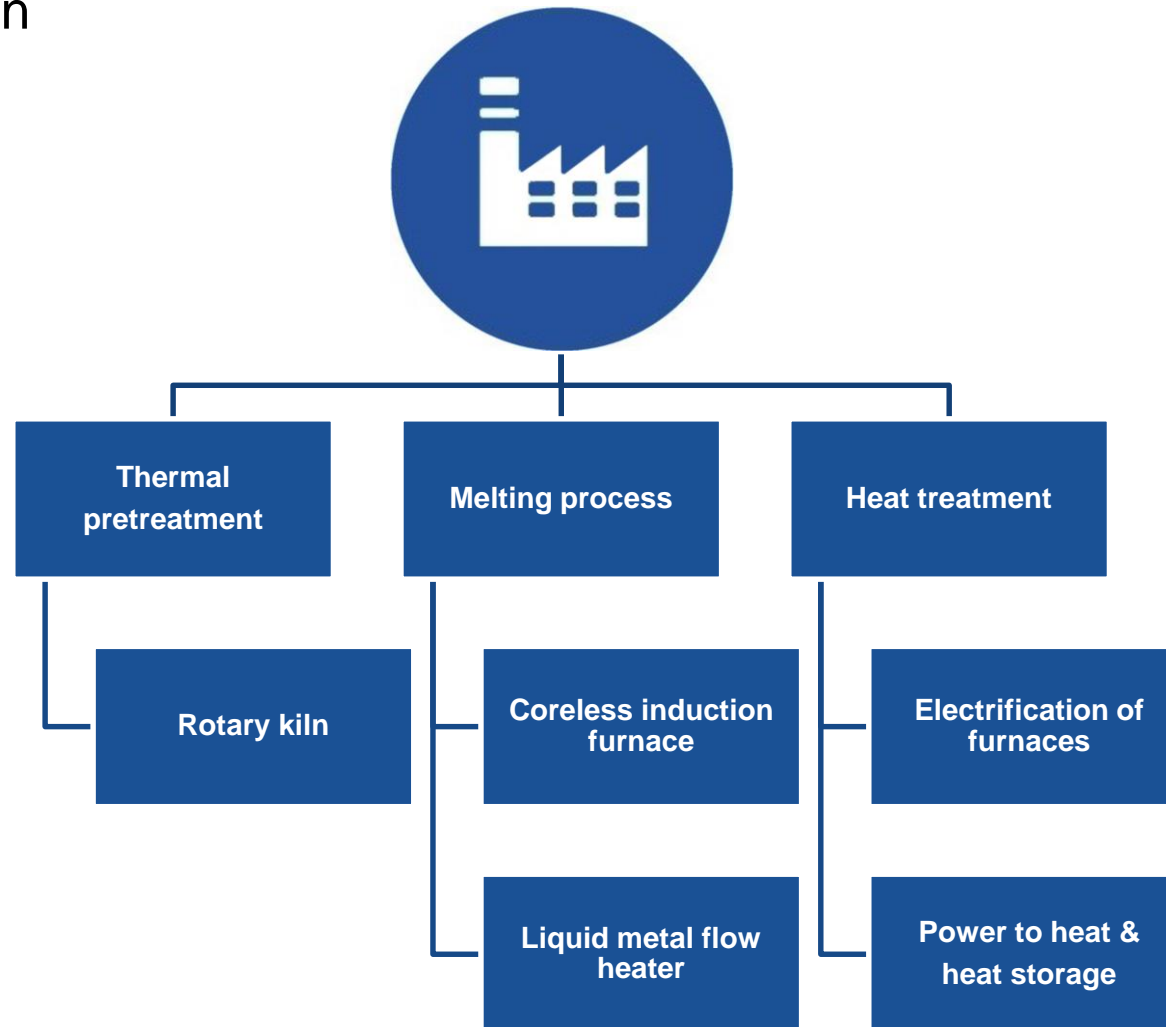 n
Thermal
pretreatment
Melting process
Heat treatment
Rotary kiln
Coreless induction
furnace
Electrification of
furnaces
Liquid metal flow
heater
Power to heat &
heat storage